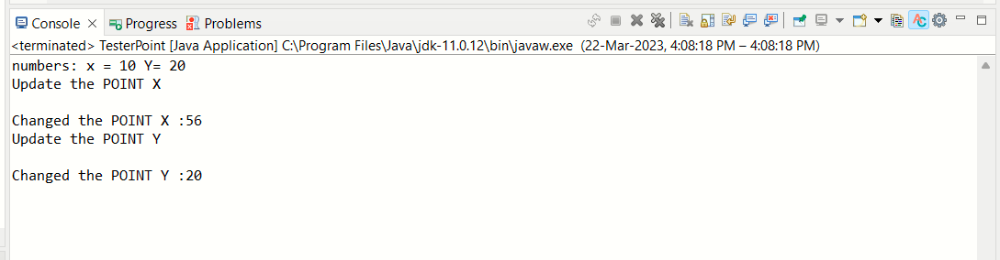 Console Progress Problems
<terminated> TesterPoint [Java Application] C:\Program Files\Java\jdk-11.0.12\bin\javaw.exe (22-Mar-2023, 4:08:18 PM – 4:08:18 PM)
numbers: x = 10 Y= 20
Update the POINT X
Changed the POINT X :56
Update the POINT Y
Changed the POINT Y :20